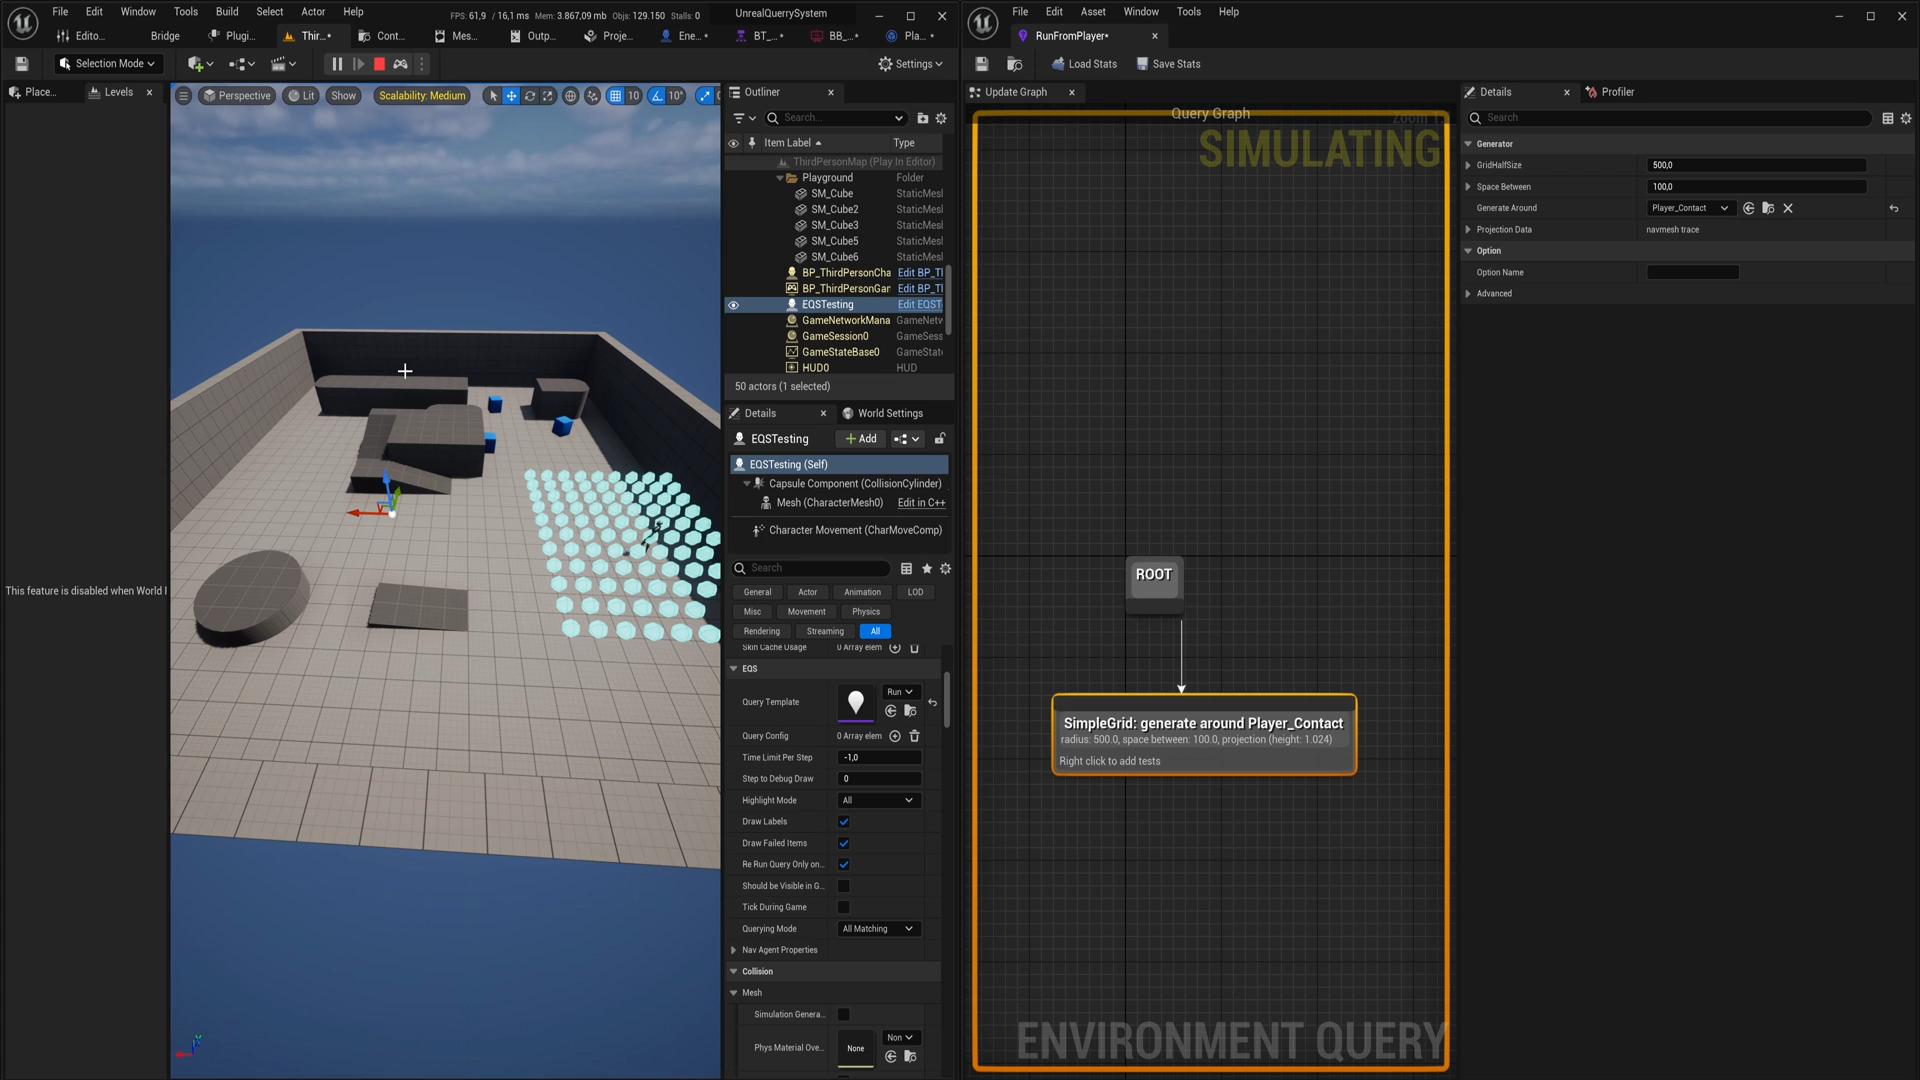 File Edit Window Tools Build Select Actor Help
FPS: 61,9 / 16,1 ms Mem: 3.867,09 mb Objs: 129.150 Stalls: 0
UnrealQuerrySystem
Edito... Bridge Plugi... Thir...* Cont... Mes... Outp... Proje... Ene...* BT_...* BB_...* Pla...*
Selection Mode
Settings
Place... Levels
This feature is disabled when World
Perspective Lit Show Scalability: Medium 10 10°
Outliner
Search...
Item Label Type
ThirdPersonMap (Play In Editor)
Playground Folder
SM_Cube StaticMesl
SM_Cube2 StaticMesl
SM_Cube3 StaticMesl
SM_Cube5 StaticMesl
SM_Cube6 StaticMesl
BP_ThirdPersonCha Edit BP_TI
BP_ThirdPersonGar Edit BP_TI
EQSTesting Edit EQST
GameNetworkMana GameNetw
GameSession0 GameSess
GameStateBase0 GameStat
HUD0 HUD
50 actors (1 selected)
Details World Settings
EQSTesting Add
EQSTesting (Self)
Capsule Component (CollisionCylinder)
Mesh (CharacterMesh0) Edit in C++
Character Movement (CharMoveComp)
Search
General Actor Animation LOD
Misc Movement Physics
Rendering Streaming All
Skin Cache Usage 0 Array elem
EQS
Query Template Run
Query Config 0 Array elem
Time Limit Per Step -1,0
Step to Debug Draw 0
Highlight Mode All
Draw Labels
Draw Failed Items
Re Run Query Only on...
Should be Visible in G...
Tick During Game
Querying Mode All Matching
Nav Agent Properties
Collision
Mesh
Simulation Genera...
Phys Material Ove... None Non
File Edit Asset Window Tools Help
RunFromPlayer*
Load Stats Save Stats
Update Graph
Query Graph
Zoom 1
SIMULATING
ROOT
SimpleGrid: generate around Player_Contact
radius: 500.0, space between: 100.0, projection (height: 1.024)
Right click to add tests
ENVIRONMENT QUERY
Details Profiler
Search
Generator
GridHalfSize 500,0
Space Between 100,0
Generate Around Player_Contact
Projection Data navmesh trace
Option
Option Name
Advanced